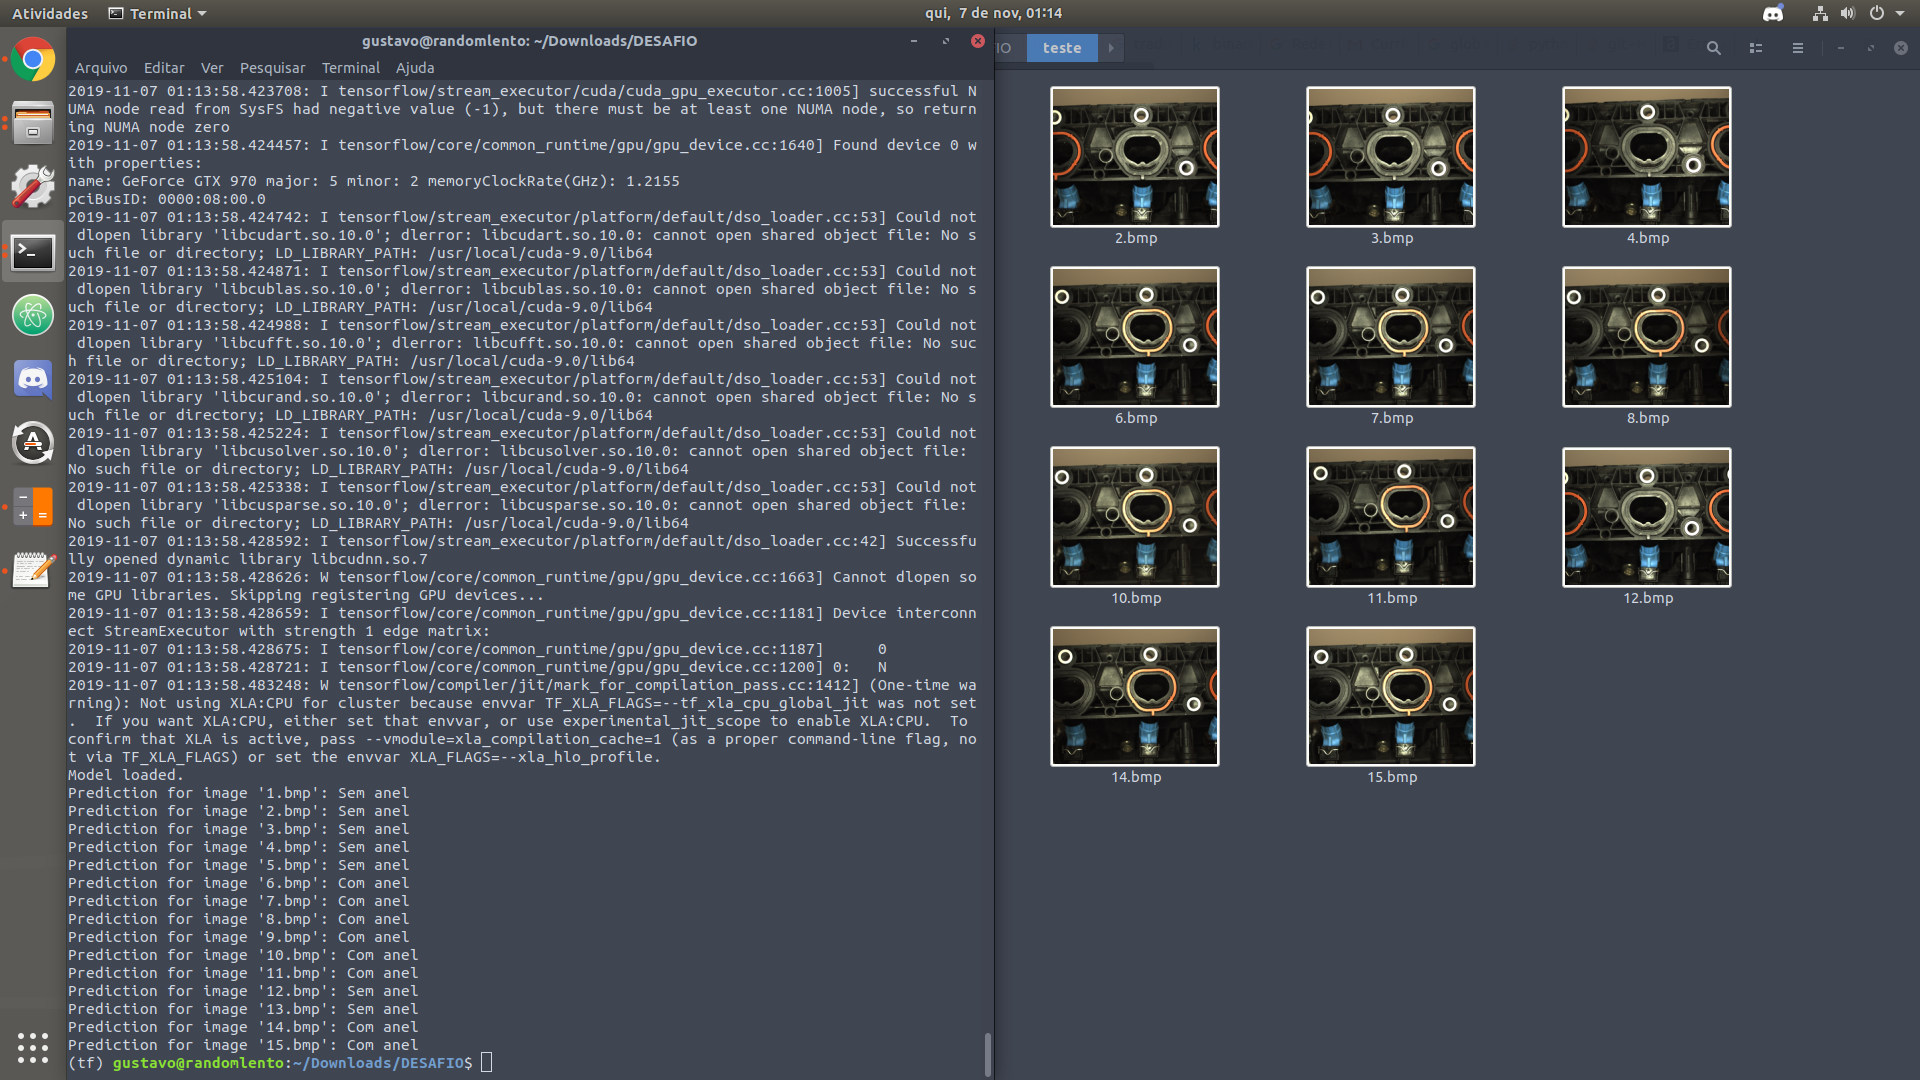 Atividades
Terminal
qui, 7 de nov, 01:14
gustavo@randomlento: ~/Downloads/DESAFIO
Arquivo Editar Ver Pesquisar Terminal Ajuda
2019-11-07 01:13:58.423708: I tensorflow/stream_executor/cuda/cuda_gpu_executor.cc:1005] successful N
UMA node read from SysFS had negative value (-1), but there must be at least one NUMA node, so return
ing NUMA node zero
2019-11-07 01:13:58.424457: I tensorflow/core/common_runtime/gpu/gpu_device.cc:1640] Found device 0 w
ith properties:
name: GeForce GTX 970 major: 5 minor: 2 memoryClockRate(GHz): 1.2155
pciBusID: 0000:08:00.0
2019-11-07 01:13:58.424742: I tensorflow/stream_executor/platform/default/dso_loader.cc:53] Could not
 dlopen library 'libcudart.so.10.0'; dlerror: libcudart.so.10.0: cannot open shared object file: No s
uch file or directory; LD_LIBRARY_PATH: /usr/local/cuda-9.0/lib64
2019-11-07 01:13:58.424871: I tensorflow/stream_executor/platform/default/dso_loader.cc:53] Could not
 dlopen library 'libcublas.so.10.0'; dlerror: libcublas.so.10.0: cannot open shared object file: No s
uch file or directory; LD_LIBRARY_PATH: /usr/local/cuda-9.0/lib64
2019-11-07 01:13:58.424988: I tensorflow/stream_executor/platform/default/dso_loader.cc:53] Could not
 dlopen library 'libcufft.so.10.0'; dlerror: libcufft.so.10.0: cannot open shared object file: No suc
h file or directory; LD_LIBRARY_PATH: /usr/local/cuda-9.0/lib64
2019-11-07 01:13:58.425104: I tensorflow/stream_executor/platform/default/dso_loader.cc:53] Could not
 dlopen library 'libcurand.so.10.0'; dlerror: libcurand.so.10.0: cannot open shared object file: No s
uch file or directory; LD_LIBRARY_PATH: /usr/local/cuda-9.0/lib64
2019-11-07 01:13:58.425224: I tensorflow/stream_executor/platform/default/dso_loader.cc:53] Could not
 dlopen library 'libcusolver.so.10.0'; dlerror: libcusolver.so.10.0: cannot open shared object file:
No such file or directory; LD_LIBRARY_PATH: /usr/local/cuda-9.0/lib64
2019-11-07 01:13:58.425338: I tensorflow/stream_executor/platform/default/dso_loader.cc:53] Could not
 dlopen library 'libcusparse.so.10.0'; dlerror: libcusparse.so.10.0: cannot open shared object file:
No such file or directory; LD_LIBRARY_PATH: /usr/local/cuda-9.0/lib64
2019-11-07 01:13:58.428592: I tensorflow/stream_executor/platform/default/dso_loader.cc:42] Successfu
lly opened dynamic library libcudnn.so.7
2019-11-07 01:13:58.428626: W tensorflow/core/common_runtime/gpu/gpu_device.cc:1663] Cannot dlopen so
me GPU libraries. Skipping registering GPU devices...
2019-11-07 01:13:58.428659: I tensorflow/core/common_runtime/gpu/gpu_device.cc:1181] Device interconn
ect StreamExecutor with strength 1 edge matrix:
2019-11-07 01:13:58.428675: I tensorflow/core/common_runtime/gpu/gpu_device.cc:1187]      0
2019-11-07 01:13:58.428721: I tensorflow/core/common_runtime/gpu/gpu_device.cc:1200] 0:   N
2019-11-07 01:13:58.483248: W tensorflow/compiler/jit/mark_for_compilation_pass.cc:1412] (One-time wa
rning): Not using XLA:CPU for cluster because envvar TF_XLA_FLAGS=--tf_xla_cpu_global_jit was not set
.  If you want XLA:CPU, either set that envvar, or use experimental_jit_scope to enable XLA:CPU.  To
confirm that XLA is active, pass --vmodule=xla_compilation_cache=1 (as a proper command-line flag, no
t via TF_XLA_FLAGS) or set the envvar XLA_FLAGS=--xla_hlo_profile.
Model loaded.
Prediction for image '1.bmp': Sem anel
Prediction for image '2.bmp': Sem anel
Prediction for image '3.bmp': Sem anel
Prediction for image '4.bmp': Sem anel
Prediction for image '5.bmp': Sem anel
Prediction for image '6.bmp': Com anel
Prediction for image '7.bmp': Com anel
Prediction for image '8.bmp': Com anel
Prediction for image '9.bmp': Com anel
Prediction for image '10.bmp': Com anel
Prediction for image '11.bmp': Com anel
Prediction for image '12.bmp': Sem anel
Prediction for image '13.bmp': Sem anel
Prediction for image '14.bmp': Com anel
Prediction for image '15.bmp': Com anel
(tf) gustavo@randomlento:~/Downloads/DESAFIO$
IO teste
2.bmp 3.bmp 4.bmp
6.bmp 7.bmp 8.bmp
10.bmp 11.bmp 12.bmp
14.bmp 15.bmp